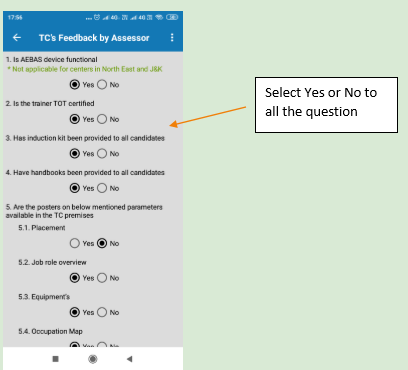 17:56
4G 4G
TC's Feedback by Assessor
1. Is AEBAS device functional
* Not applicable for centers in North East and J&K
Yes No
2. Is the trainer TOT certified
Yes No
3. Has induction kit been provided to all candidates
Yes No
4. Have handbooks been provided to all candidates
Yes No
5. Are the posters on below mentioned parameters
available in the TC premises
5.1. Placement
Yes No
5.2. Job role overview
Yes No
5.3. Equipment's
Yes No
5.4. Occupation Map
Yes No
Select Yes or No to
all the question